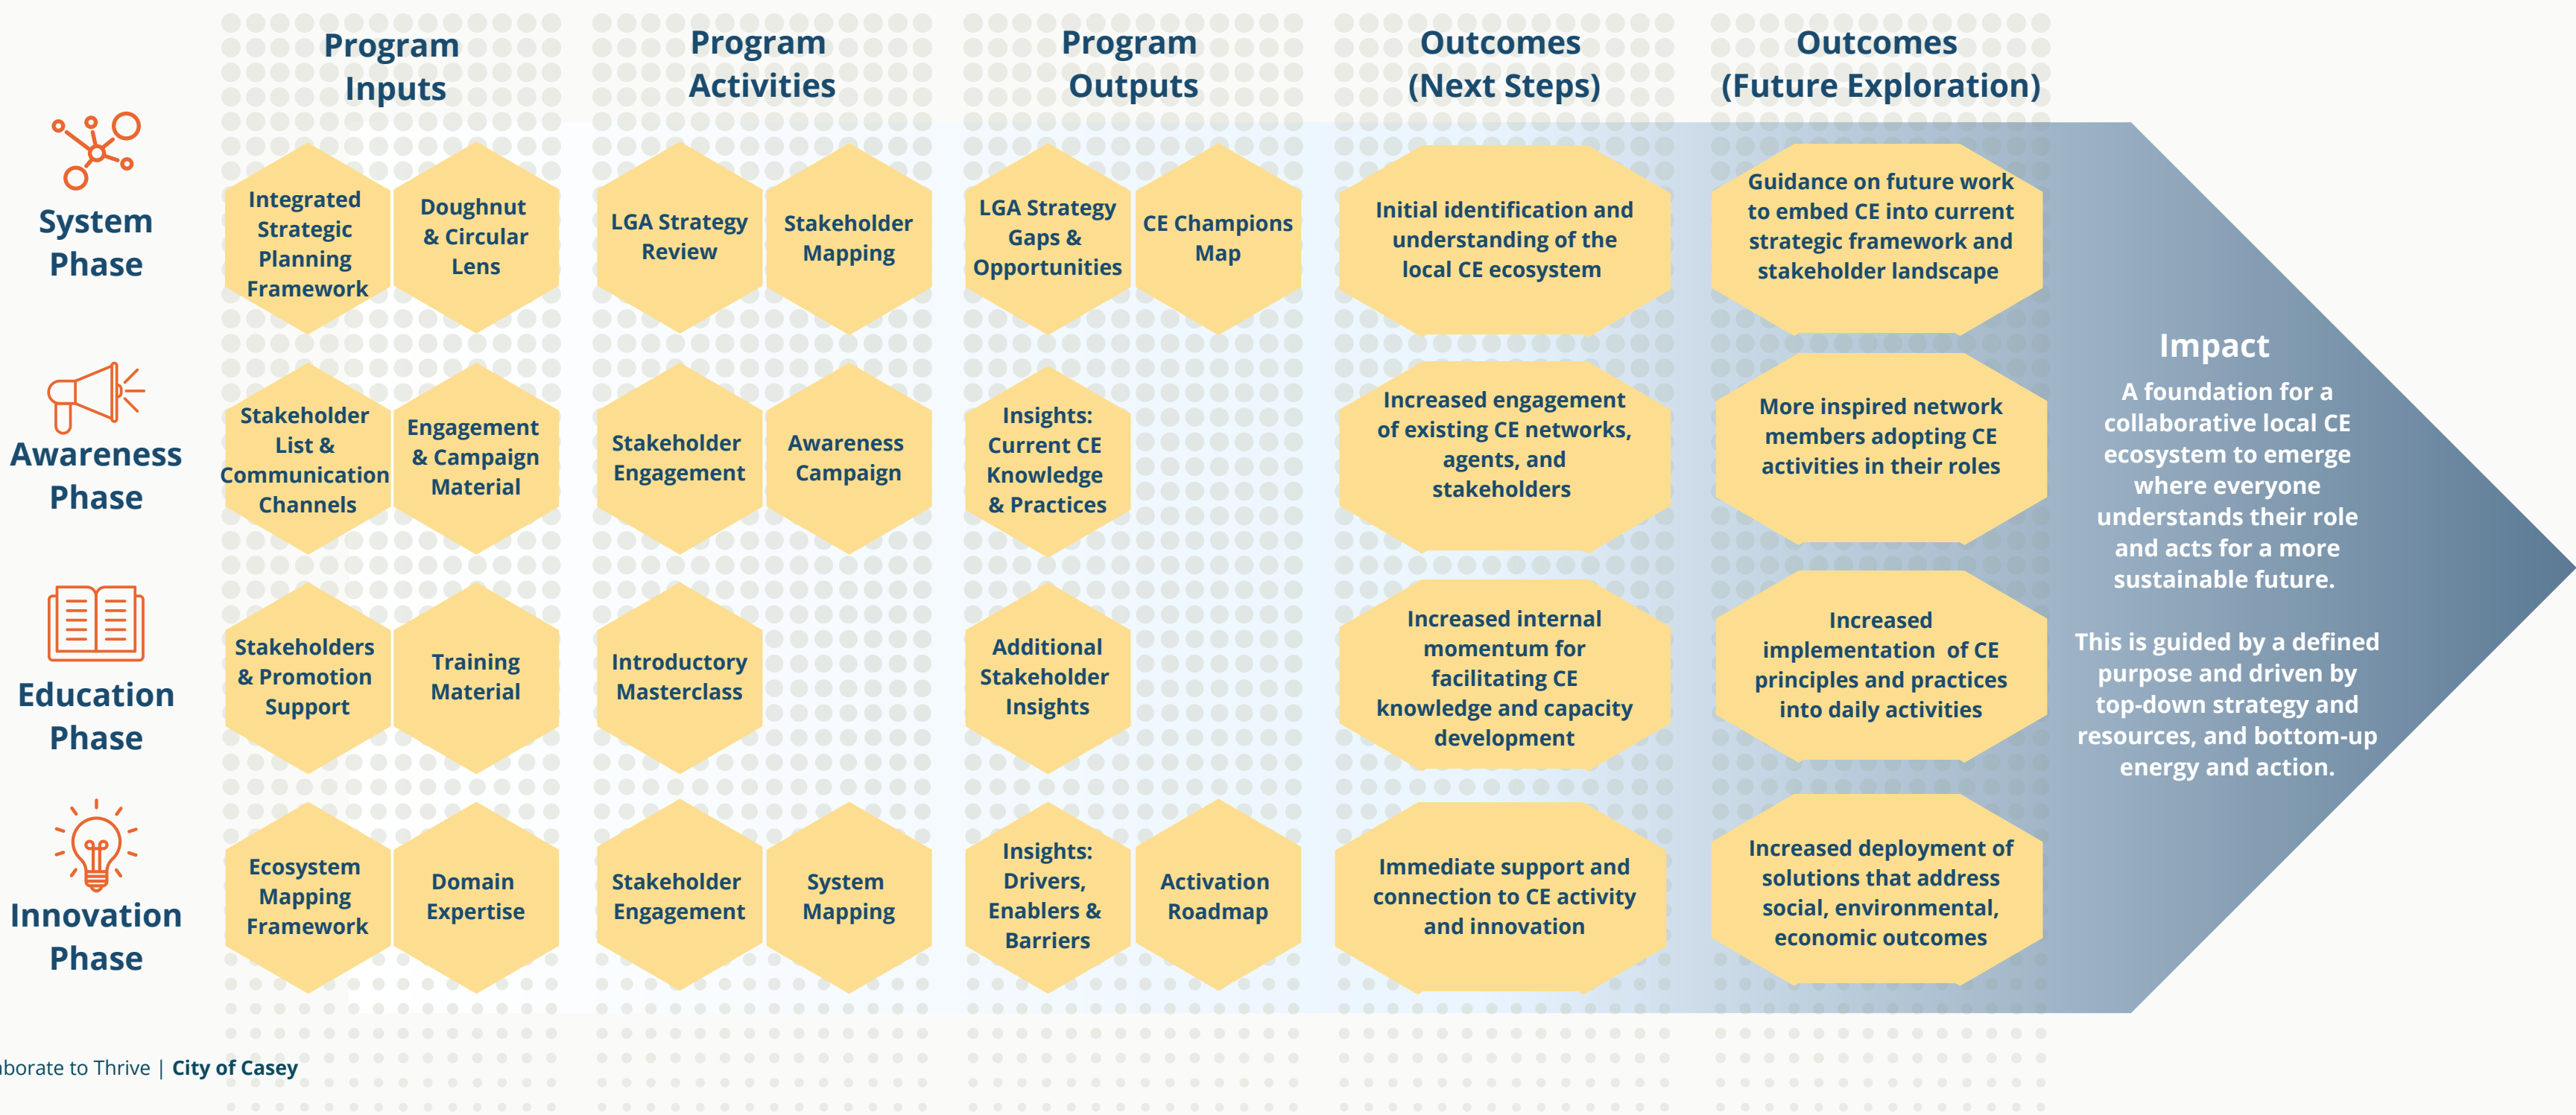 Program
Inputs
Program
Activities
Program
Outputs
Outcomes
(Next Steps)
Outcomes
(Future Exploration)
System
Phase
Integrated
Strategic
Planning
Framework
Doughnut
& Circular
Lens
LGA Strategy
Review
Stakeholder
Mapping
LGA Strategy
Gaps &
Opportunities
CE Champions
Map
Initial identification and
understanding of the
local CE ecosystem
Guidance on future work
to embed CE into current
strategic framework and
stakeholder landscape
Awareness
Phase
Stakeholder
List &
Communication
Channels
Engagement
& Campaign
Material
Stakeholder
Engagement
Awareness
Campaign
Insights:
Current CE
Knowledge
& Practices
Increased engagement
of existing CE networks,
agents, and
stakeholders
More inspired network
members adopting CE
activities in their roles
Education
Phase
Stakeholders
& Promotion
Support
Training
Material
Introductory
Masterclass
Additional
Stakeholder
Insights
Increased internal
momentum for
facilitating CE
knowledge and capacity
development
Increased
implementation of CE
principles and practices
into daily activities
Innovation
Phase
Ecosystem
Mapping
Framework
Domain
Expertise
Stakeholder
Engagement
System
Mapping
Insights:
Drivers,
Enablers &
Barriers
Activation
Roadmap
Immediate support and
connection to CE activity
and innovation
Increased deployment of
solutions that address
social, environmental,
economic outcomes
Impact
A foundation for a
collaborative local CE
ecosystem to emerge
where everyone
understands their role
and acts for a more
sustainable future.
This is guided by a defined
purpose and driven by
top-down strategy and
resources, and bottom-up
energy and action.
borate to Thrive | City of Casey